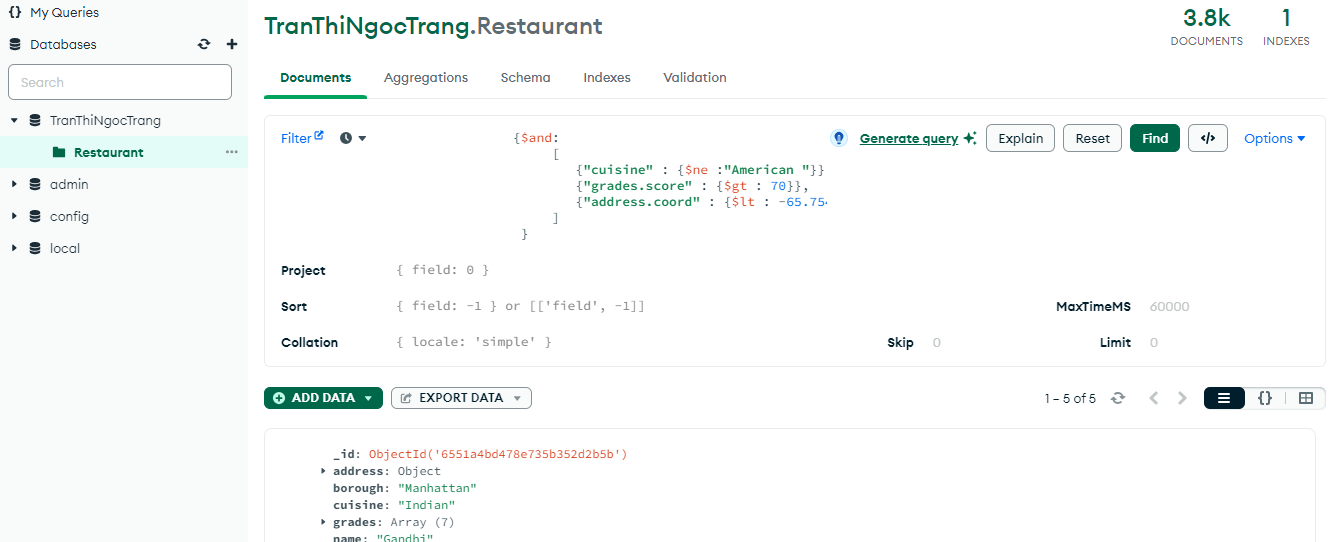 My Queries
Databases
Search
TranThiNgocTrang
Restaurant
admin
config
local
TranThiNgocTrang.Restaurant
3.8k
DOCUMENTS
1
INDEXES
Documents Aggregations Schema Indexes Validation
Filter
{$and:
[
{"cuisine" : {$ne :"American "}}
{"grades.score" : {$gt : 70}},
{"address.coord" : {$lt : -65.754
]
}
Generate query Explain Reset Find </> Options
Project { field: 0 }
Sort { field: -1 } or [['field', -1]] MaxTimeMS 60000
Collation { locale: 'simple' } Skip 0 Limit 0
ADD DATA EXPORT DATA 1 – 5 of 5 {}
_id: ObjectId('6551a4bd478e735b352d2b5b')
address: Object
borough: "Manhattan"
cuisine: "Indian"
grades: Array (7)
name: "Gandhi"